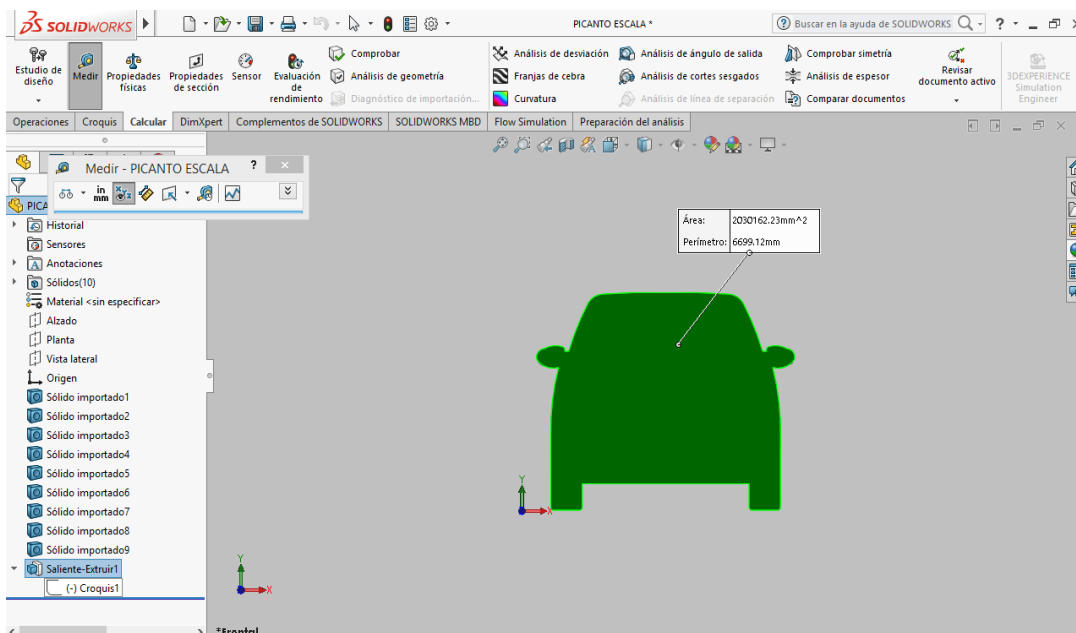 SOLIDWORKS
PICANTO ESCALA *
Buscar en la ayuda de SOLIDWORKS
?
Estudio de diseño
Medir
Propiedades físicas
Propiedades de sección
Sensor
Evaluación de rendimiento
Comprobar
Análisis de geometría
Diagnóstico de importación...
Análisis de desviación
Franjas de cebra
Curvatura
Análisis de ángulo de salida
Análisis de cortes sesgados
Análisis de línea de separación
Comprobar simetría
Análisis de espesor
Comparar documentos
Revisar documento activo
3DEXPERIENCE Simulation Engineer
Operaciones Croquis Calcular DimXpert Complementos de SOLIDWORKS SOLIDWORKS MBD Flow Simulation Preparación del análisis
Medir - PICANTO ESCALA ? ×
in mm
PICA
Historial
Sensores
Anotaciones
Sólidos(10)
Material <sin especificar>
Alzado
Planta
Vista lateral
Origen
Sólido importado1
Sólido importado2
Sólido importado3
Sólido importado4
Sólido importado5
Sólido importado6
Sólido importado7
Sólido importado8
Sólido importado9
Saliente-Extruir1
(-) Croquis1
Área: 2030162.23mm^2
Perímetro: 6699.12mm
Y
X
Y
X
*Frontal